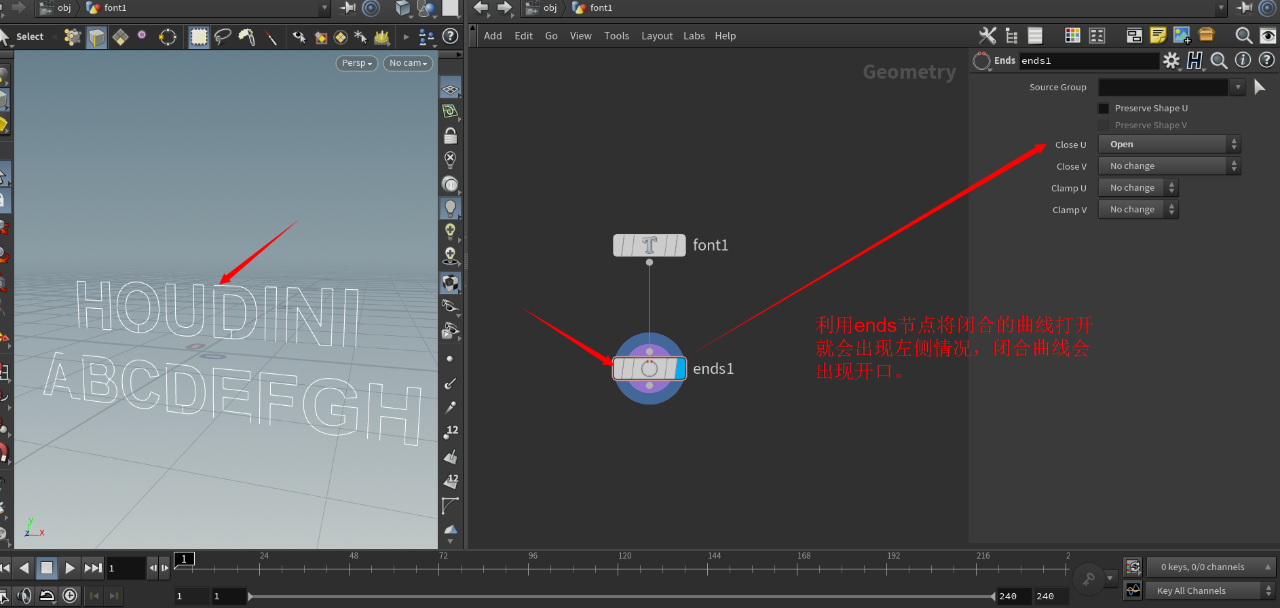 obj
font1
obj
font1
Select
Add Edit Go View Tools Layout Labs Help
Persp
No cam
Geometry
Ends ends1
Source Group
Preserve Shape U
Preserve Shape V
Close U Open
Close V No change
Clamp U No change
Clamp V No change
font1
ends1
利用ends节点将闭合的曲线打开
就会出现左侧情况，闭合曲线会
出现开口。
HOUDINI
ABCDEFGH
12
12
y
z x
1
1 24 48 72 96 120 144 168 192 216 2
0 keys, 0/0 channels
1 1 240 240
Key All Channels